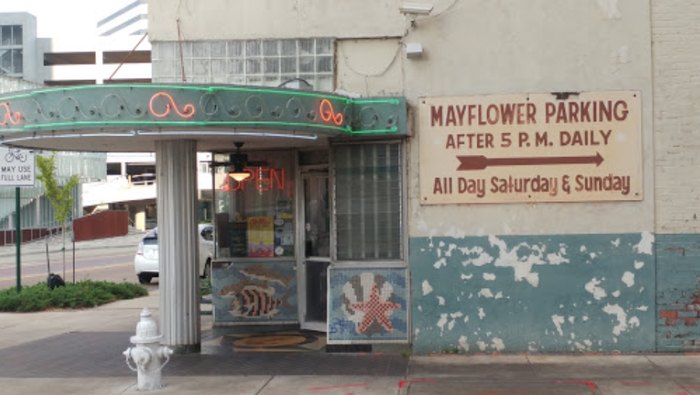 MAY USE
FULL LANE
OPEN
MAYFLOWER PARKING
AFTER 5 P.M. DAILY
All Day Saturday & Sunday